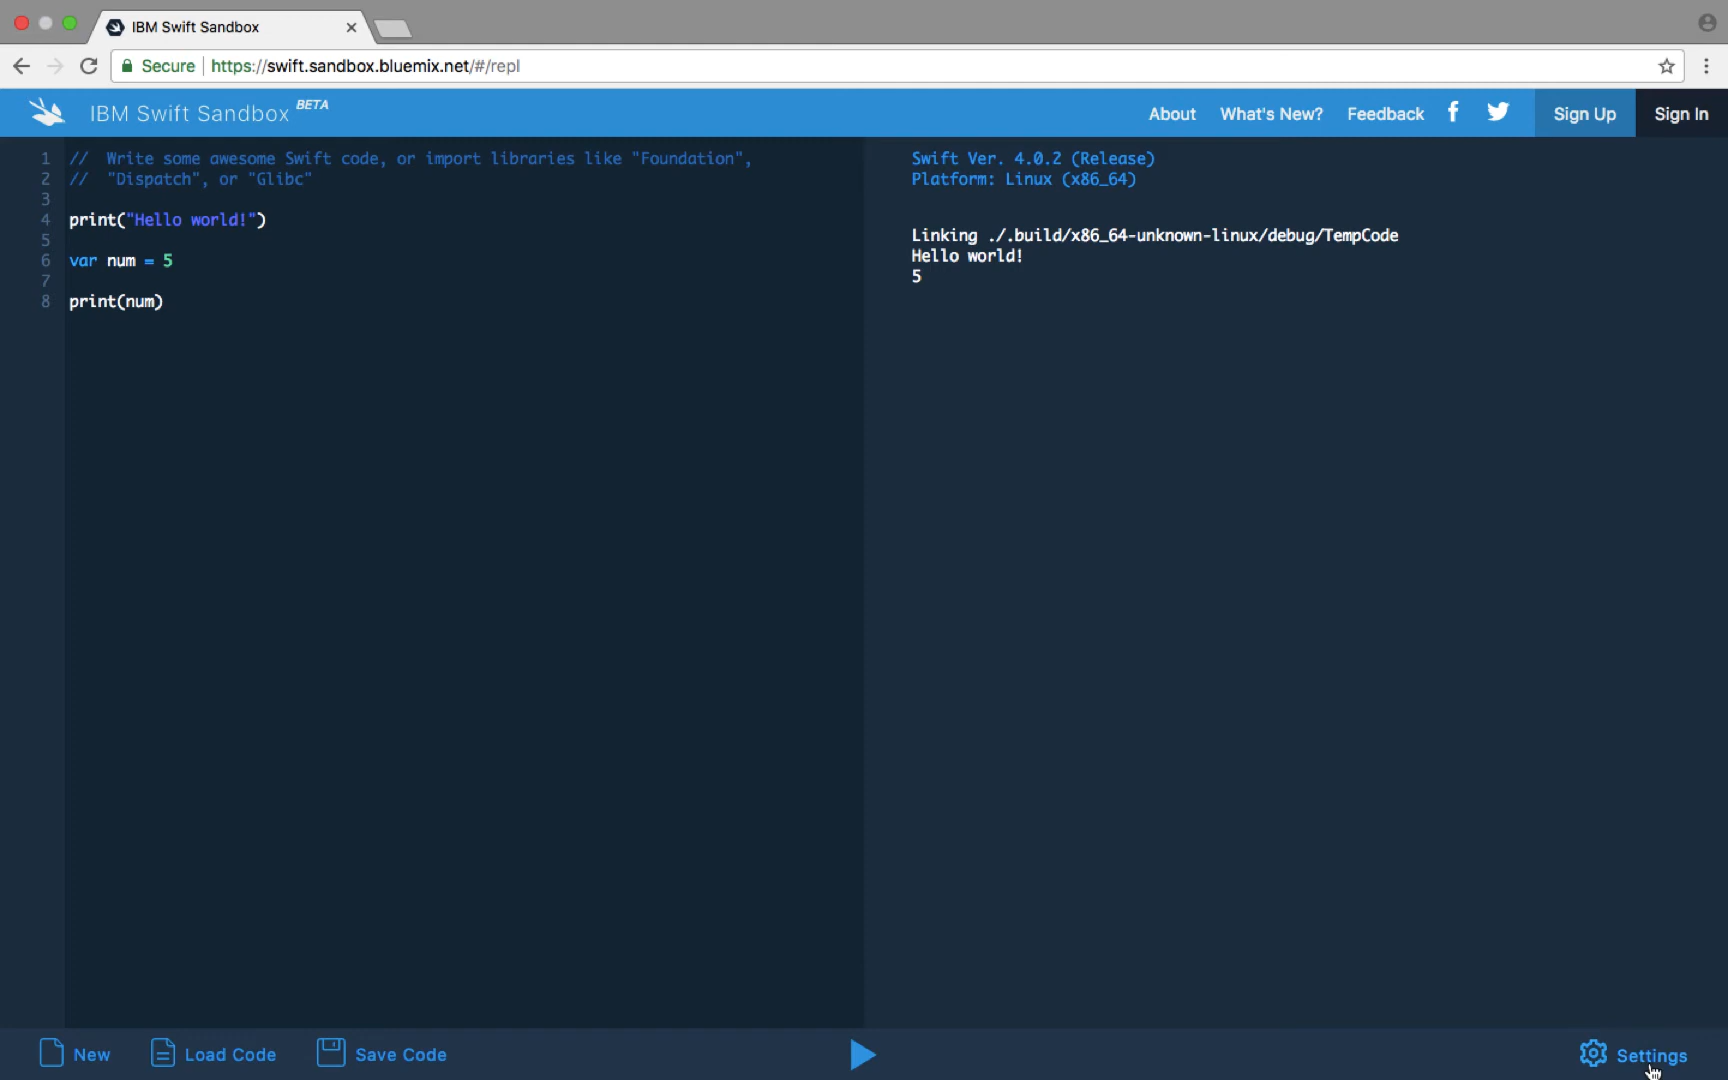 IBM Swift Sandbox
Secure https://swift.sandbox.bluemix.net/#/repl
IBM Swift Sandbox BETA
About What's New? Feedback Sign Up Sign In
1 // Write some awesome Swift code, or import libraries like "Foundation",
2 // "Dispatch", or "Glibc"
3
4 print("Hello world!")
5
6 var num = 5
7
8 print(num)
Swift Ver. 4.0.2 (Release)
Platform: Linux (x86_64)
Linking ./.build/x86_64-unknown-linux/debug/TempCode
Hello world!
5
New Load Code Save Code Settings